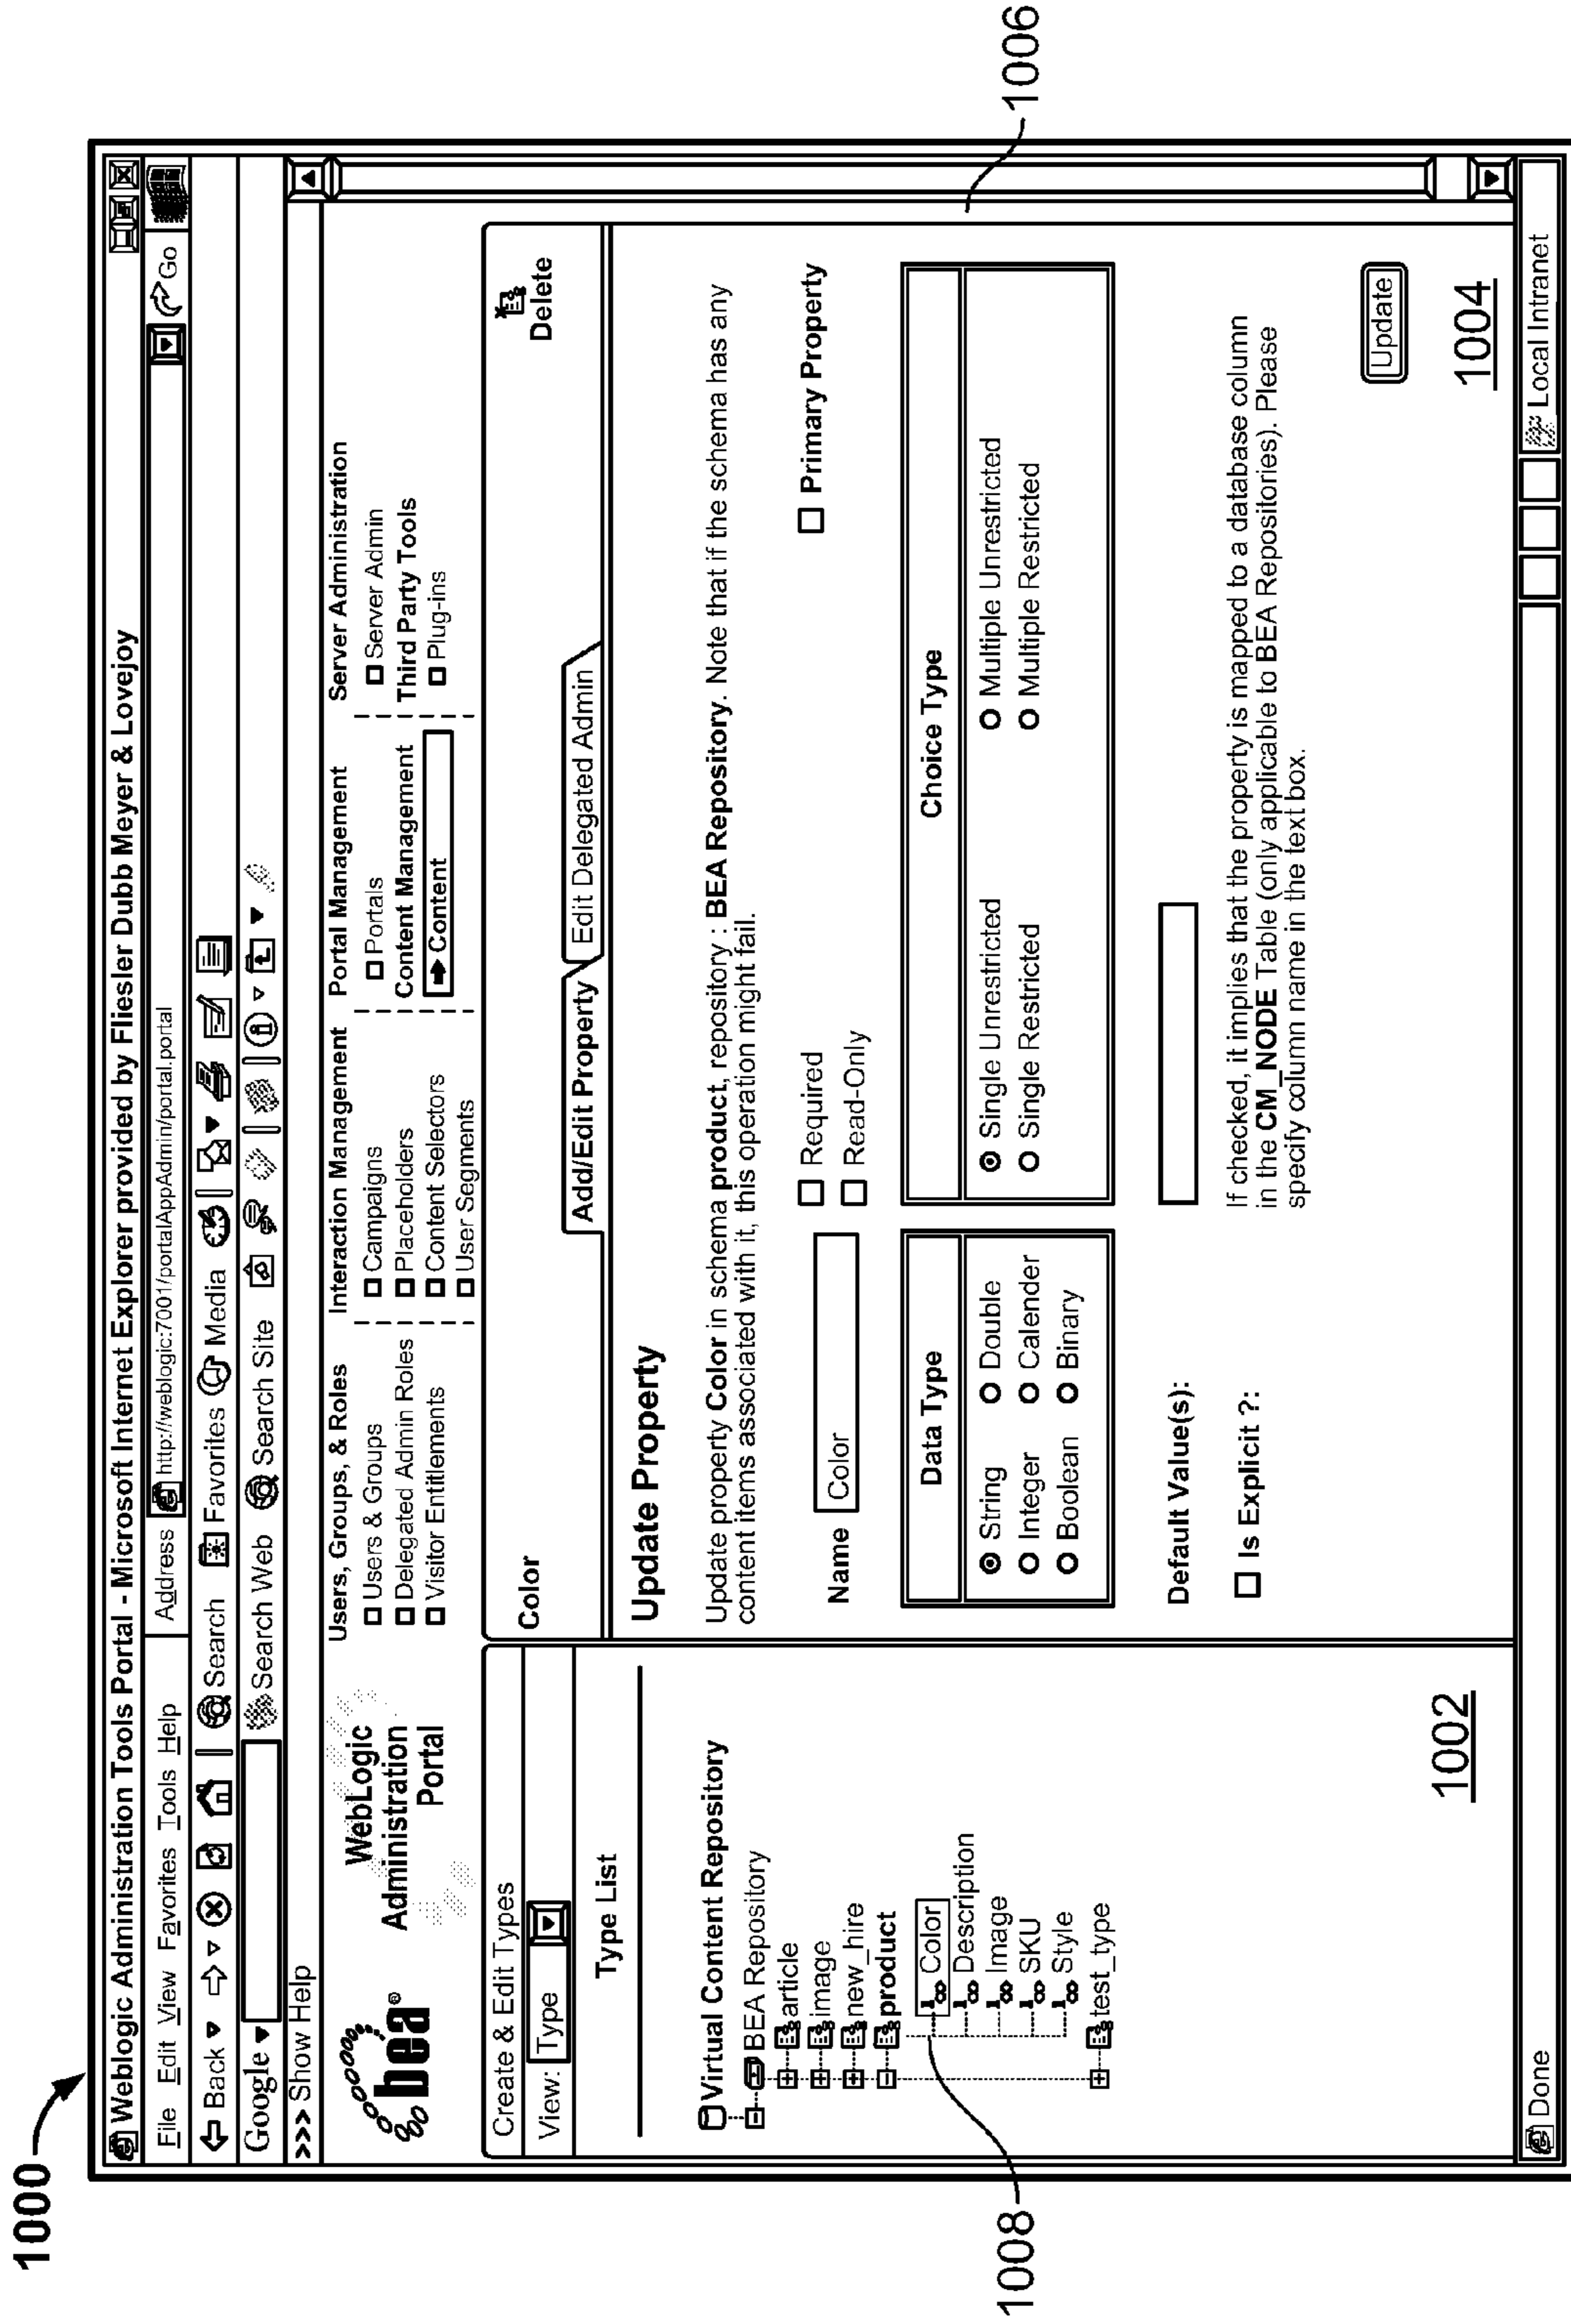 1000
Weblogic Administration Tools Portal - Microsoft Internet Explorer provided by Fliesler Dubb Meyer & Lovejoy
File Edit View Favorites Tools Help
Address http://weblogic:7001/portalAppAdmin/portal.portal
Go
Back
Search
Favorites
Media
Google
Search Web
Search Site
>>> Show Help
bea®
WebLogic
Administration
Portal
Users, Groups, & Roles
Users & Groups
Delegated Admin Roles
Visitor Entitlements
Interaction Management
Campaigns
Placeholders
Content Selectors
User Segments
Portal Management
Portals
Content Management
Content
Server Administration
Server Admin
Third Party Tools
Plug-ins
Create & Edit Types
View: Type
Type List
Virtual Content Repository
BEA Repository
article
image
new_hire
product
Color
Description
Image
SKU
Style
test_type
1002
1008
Color
Delete
Add/Edit Property
Edit Delegated Admin
Update Property
Update property Color in schema product, repository : BEA Repository. Note that if the schema has any
content items associated with it, this operation might fail.
Name Color
Required
Read-Only
Primary Property
Data Type
String Double
Integer Calender
Boolean Binary
Choice Type
Single Unrestricted Multiple Unrestricted
Single Restricted Multiple Restricted
Default Value(s):
Is Explicit ?:
If checked, it implies that the property is mapped to a database column
in the CM_NODE Table (only applicable to BEA Repositories). Please
specify column name in the text box.
Update
1004
1006
Done
Local Intranet